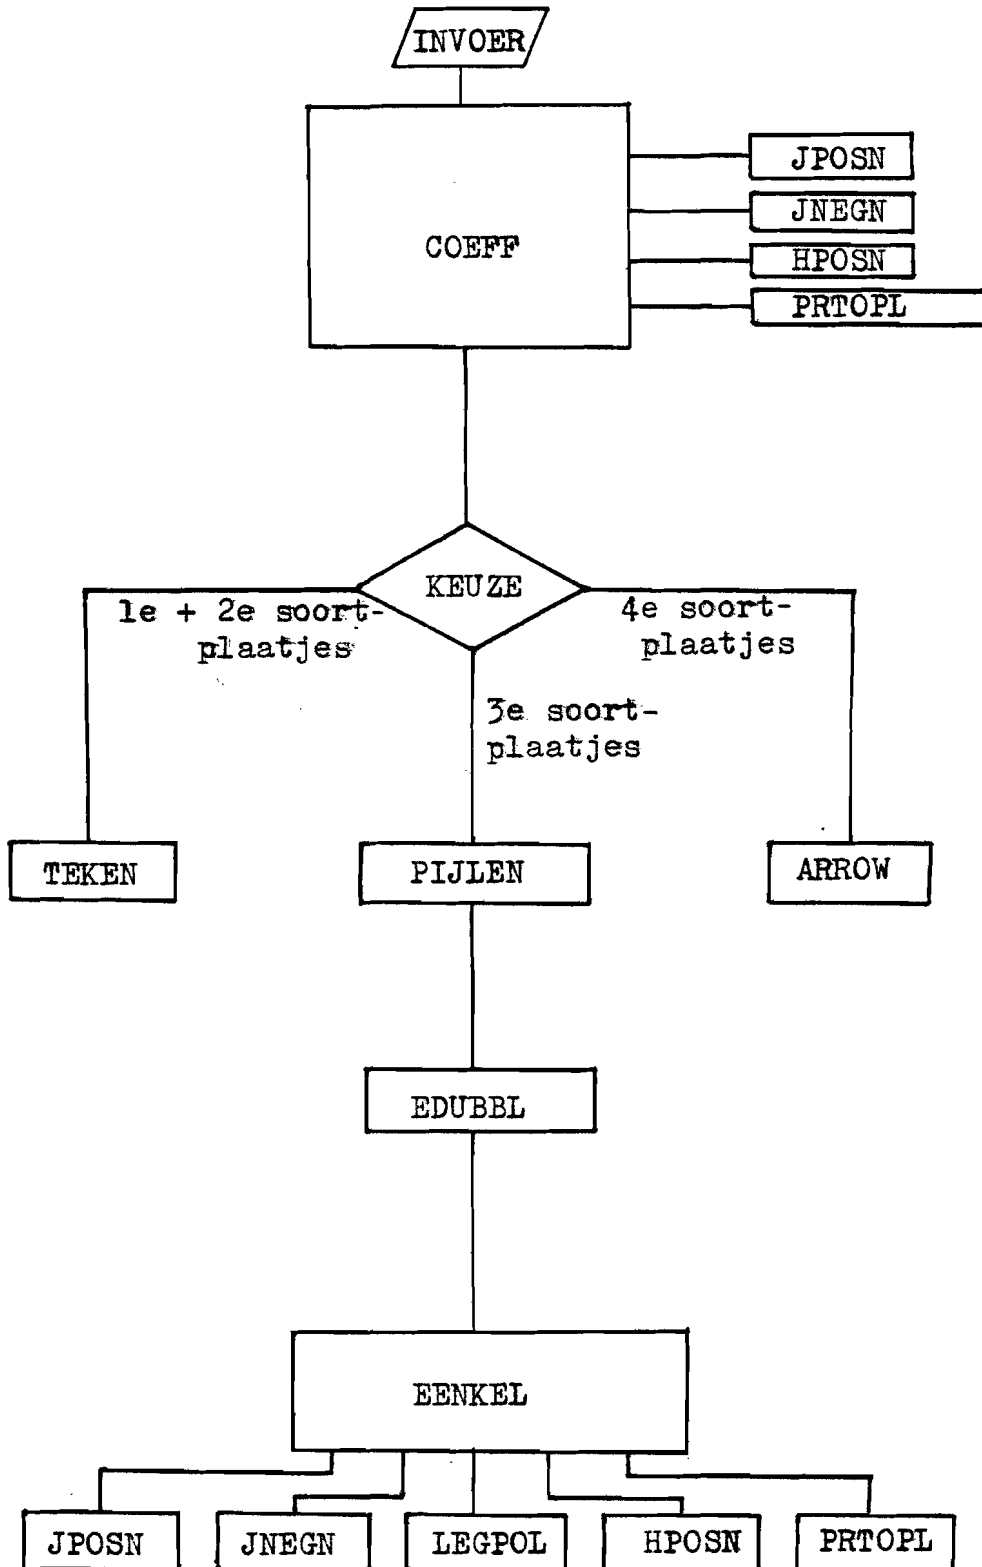 INVOER
COEFF
JPOSN
JNEGN
HPOSN
PRTOPL
KEUZE
1e + 2e soort-
plaatjes
4e soort-
plaatjes
3e soort-
plaatjes
TEKEN
PIJLEN
ARROW
EDUBBL
EENKEL
JPOSN
JNEGN
LEGPOL
HPOSN
PRTOPL